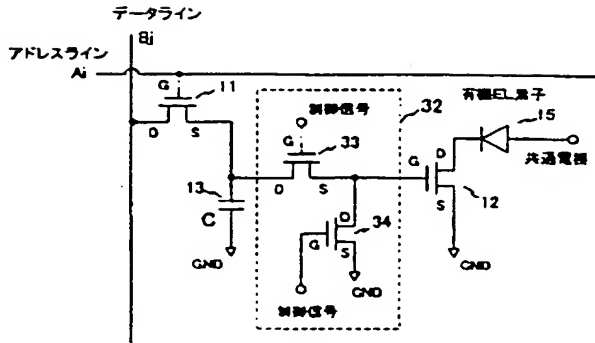 データライン
Bj
アドレスライン
Ai
G
11
D
S
制御信号
32
有機EL素子
15
G
33
D
共通電極
13
C
D
S
G
S
12
D
34
G
S
GND
GND
GND
制御信号